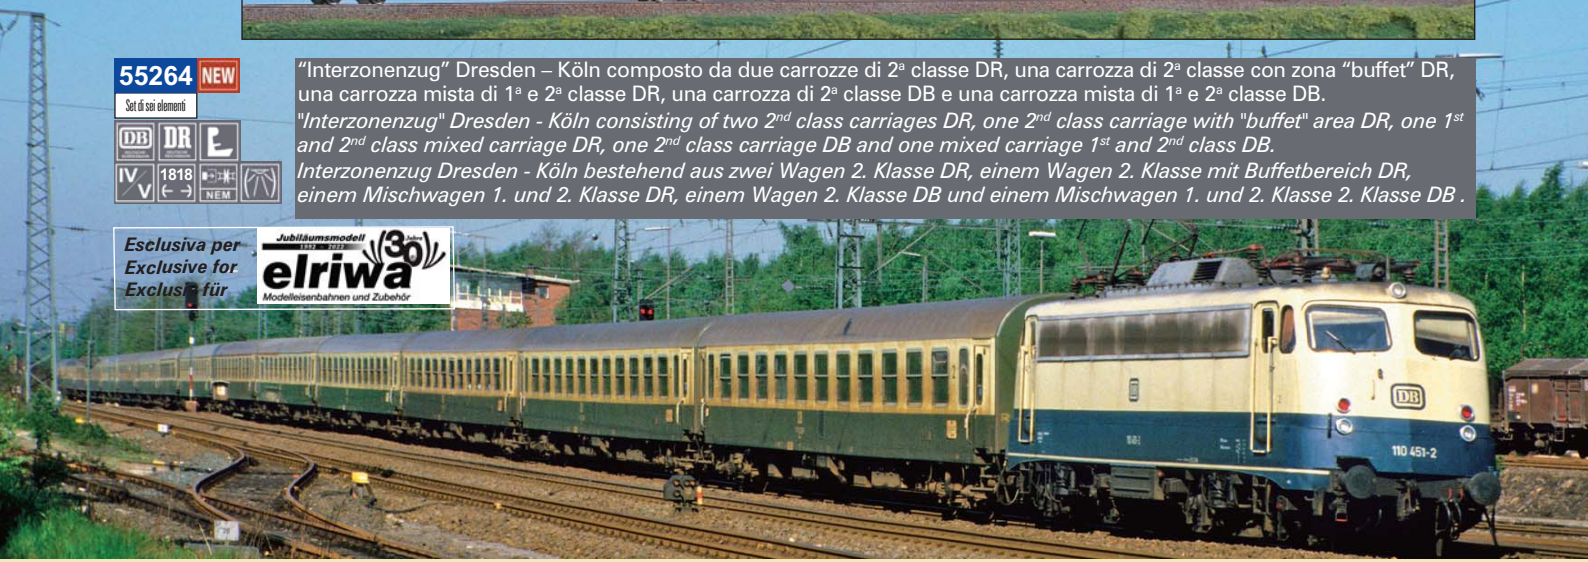 55264 NEW
Set di sei elementi
DB DR
IV/V 1818 NEM
“Interzonenzug” Dresden – Köln composto da due carrozze di 2ª classe DR, una carrozza di 2ª classe con zona “buffet” DR,
una carrozza mista di 1ª e 2ª classe DR, una carrozza di 2ª classe DB e una carrozza mista di 1ª e 2ª classe DB.
"Interzonenzug" Dresden - Köln consisting of two 2nd class carriages DR, one 2nd class carriage with "buffet" area DR, one 1st
and 2nd class mixed carriage DR, one 2nd class carriage DB and one mixed carriage 1st and 2nd class DB.
Interzonenzug Dresden - Köln bestehend aus zwei Wagen 2. Klasse DR, einem Wagen 2. Klasse mit Buffetbereich DR,
einem Mischwagen 1. und 2. Klasse DR, einem Wagen 2. Klasse DB und einem Mischwagen 1. und 2. Klasse 2. Klasse DB .
Esclusiva per
Exclusive for
Exclusiv für
Jubiläumsmodell
1992 - 2022
30 Jahre
elriwa
Modelleisenbahnen und Zubehör
DB
110 451-2